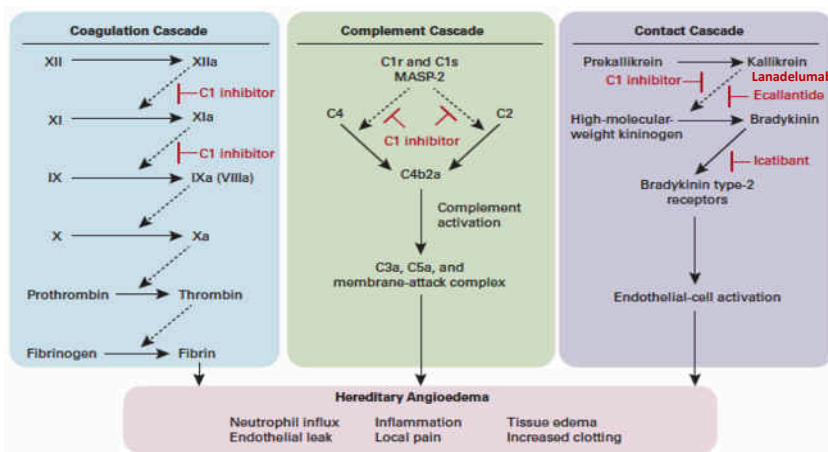 Coagulation Cascade
XII XIIa
C1 inhibitor
XI XIa
C1 inhibitor
IX IXa (VIIIa)
X Xa
Prothrombin Thrombin
Fibrinogen Fibrin
Complement Cascade
C1r and C1s
MASP-2
C4 C2
C1 inhibitor
C4b2a
Complement
activation
C3a, C5a, and
membrane-attack complex
Contact Cascade
Prekallikrein Kallikrein
C1 inhibitor Lanadelumab
Ecallantide
High-molecular-
weight kininogen Bradykinin
Icatibant
Bradykinin type-2
receptors
Endothelial-cell activation
Hereditary Angioedema
Neutrophil influx Inflammation Tissue edema
Endothelial leak Local pain Increased clotting